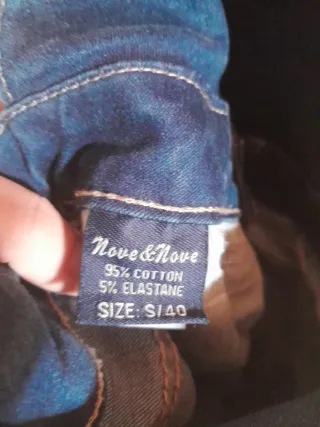 Nove&Nove
95% COTTON
5% ELASTANE
SIZE: S/40